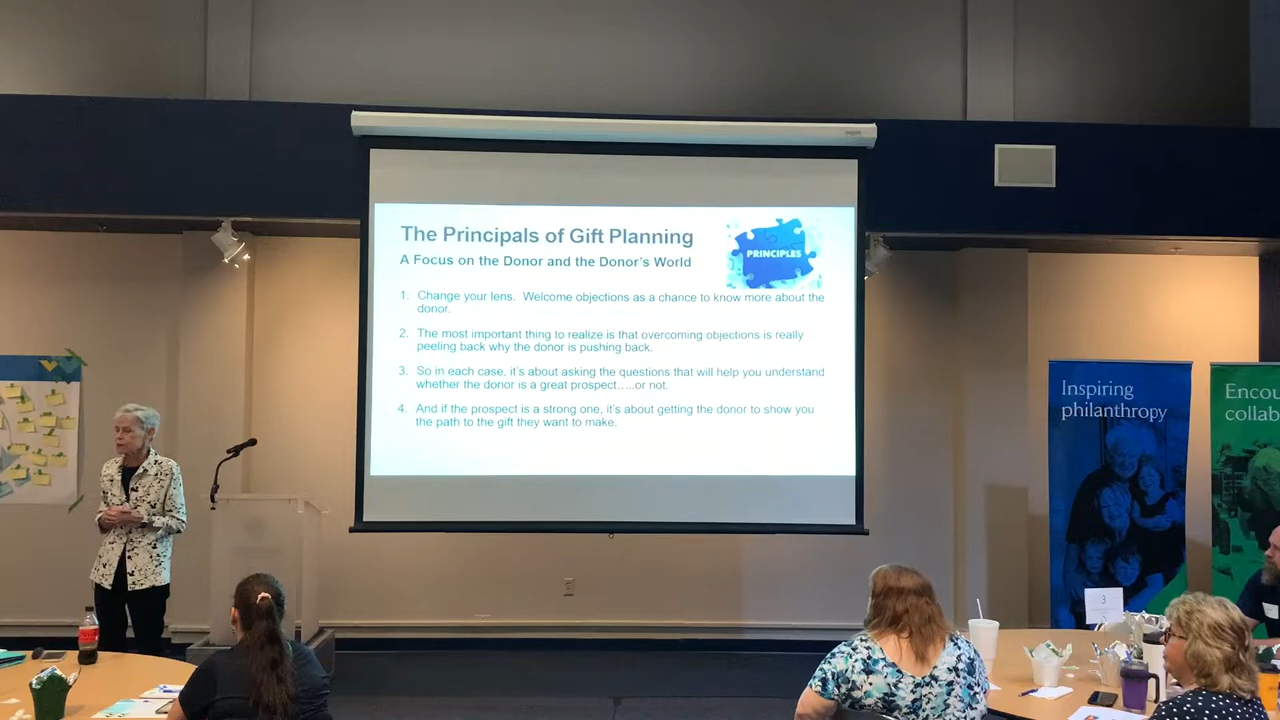 The Principals of Gift Planning
A Focus on the Donor and the Donor's World
PRINCIPLES
1. Change your lens. Welcome objections as a chance to know more about the
donor.
2. The most important thing to realize is that overcoming objections is really
peeling back why the donor is pushing back.
3. So in each case, it's about asking the questions that will help you understand
whether the donor is a great prospect…..or not.
4. And if the prospect is a strong one, it's about getting the donor to show you
the path to the gift they want to make.
Inspiring
philanthropy
Encou
collab
3